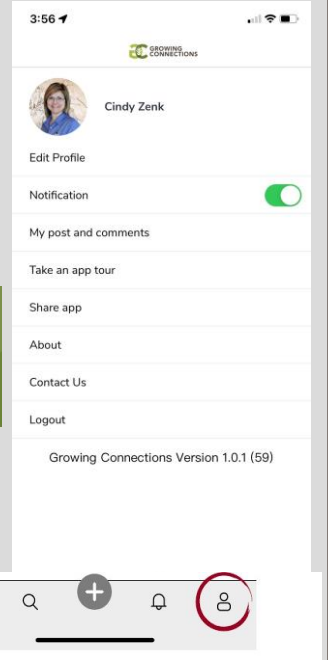 3:56
GROWING
CONNECTIONS
Cindy Zenk
Edit Profile
Notification
My post and comments
Take an app tour
Share app
About
Contact Us
Logout
Growing Connections Version 1.0.1 (59)